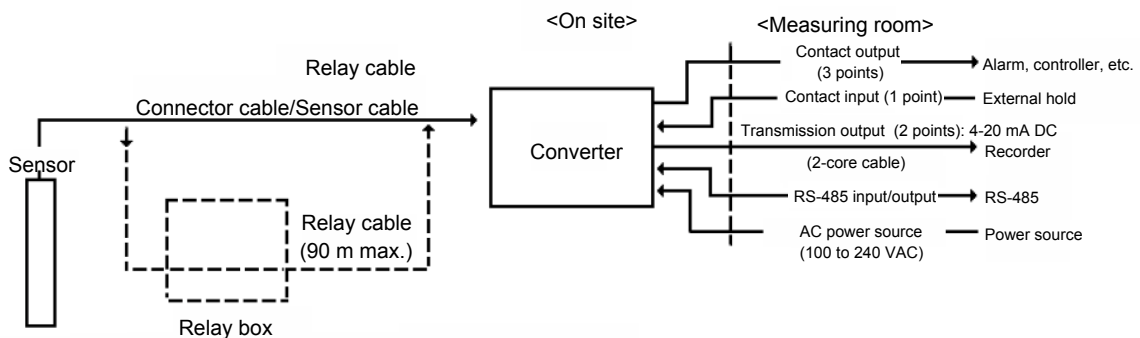 <On site>
<Measuring room>
Relay cable
Connector cable/Sensor cable
Sensor
Relay cable
(90 m max.)
Relay box
Converter
Contact output
(3 points)
Alarm, controller, etc.
Contact input (1 point)
External hold
Transmission output (2 points): 4-20 mA DC
(2-core cable)
Recorder
RS-485 input/output
RS-485
AC power source
(100 to 240 VAC)
Power source